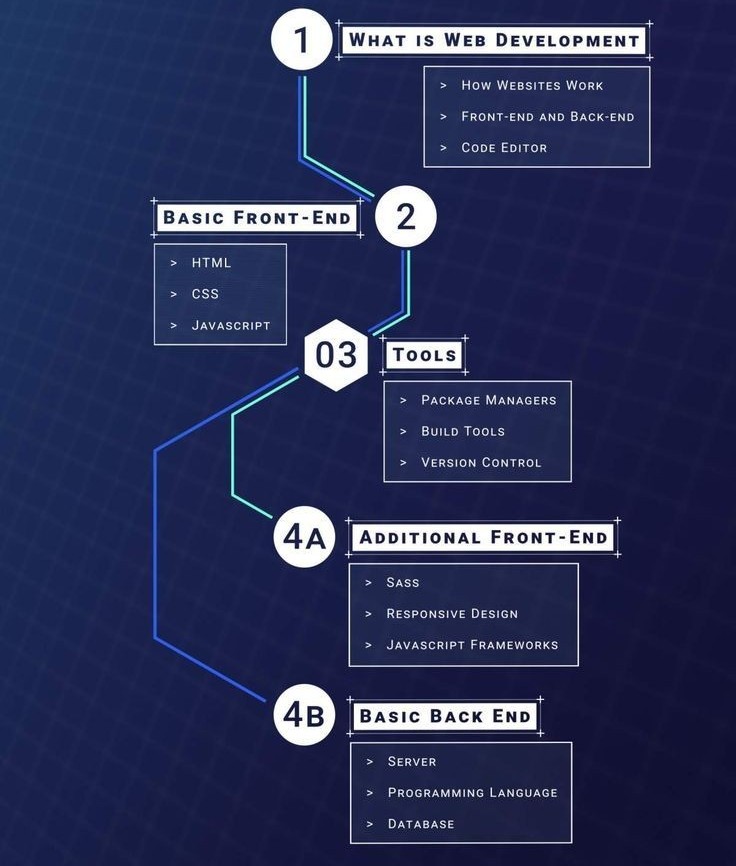 1
What is Web Development
> How Websites Work
> Front-end and Back-end
> Code Editor
2
Basic Front-End
> HTML
> CSS
> Javascript
03
Tools
> Package Managers
> Build Tools
> Version Control
4A
Additional Front-End
> Sass
> Responsive Design
> Javascript Frameworks
4B
Basic Back End
> Server
> Programming Language
> Database